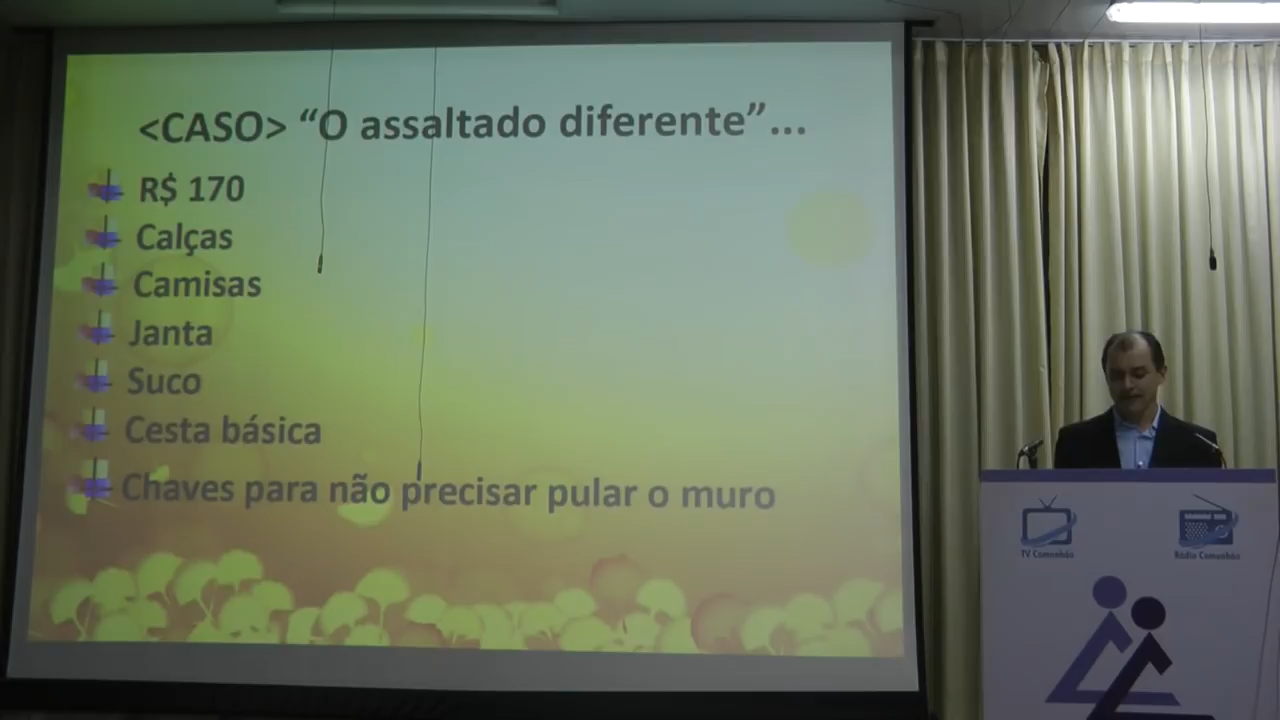 <CASO> “O assaltado diferente”...
R$ 170
Calças
Camisas
Janta
Suco
Cesta básica
Chaves para não precisar pular o muro
TV Comunhão
Rádio Comunhão